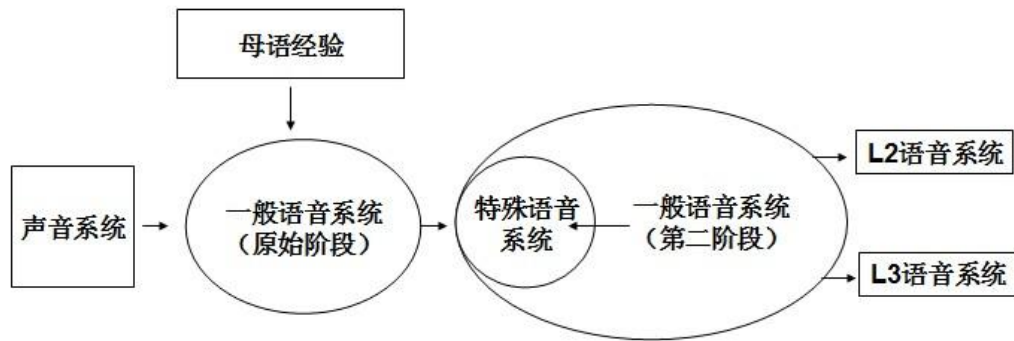 母语经验
声音系统
一般语音系统
（原始阶段）
特殊语音
系统
一般语音系统
（第二阶段）
L2语音系统
L3语音系统